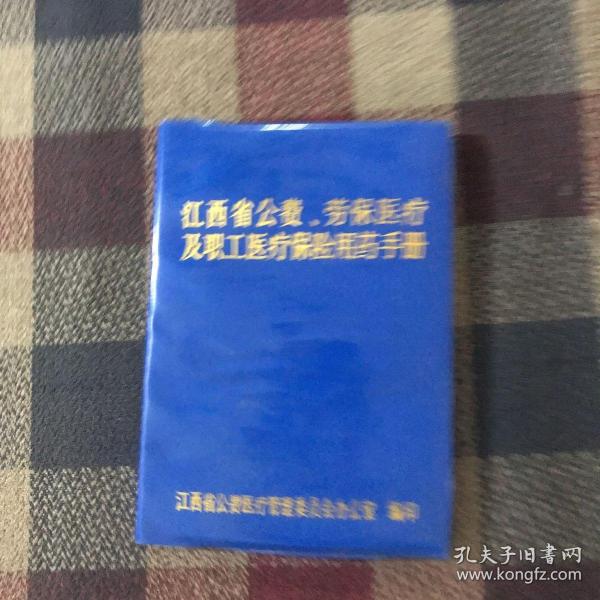 江西省公费、劳保医疗
及职工医疗保险用药手册
江西省公费医疗管理委员会办公室 编印
孔夫子旧书网
www.kongfz.com